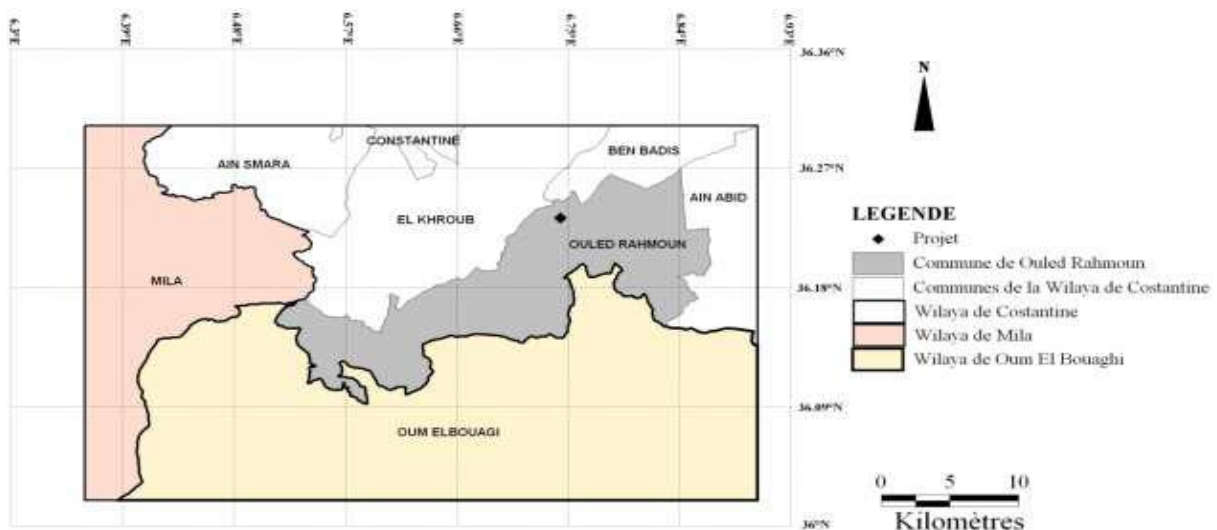 6.3°E 6.39°E 6.48°E 6.57°E 6.66°E 6.75°E 6.84°E 6.93°E
36.36°N
N
CONSTANTINE
BEN BADIS
AIN SMARA
36.27°N
AIN ABID
EL KHROUB
LEGENDE
Projet
OULED RAHMOUN
Commune de Ouled Rahmoun
MILA
36.18°N
Communes de la Wilaya de Costantine
Wilaya de Costantine
Wilaya de Mila
Wilaya de Oum El Bouaghi
36.09°N
OUM ELBOUAGI
0 5 10
Kilomètres
36°N